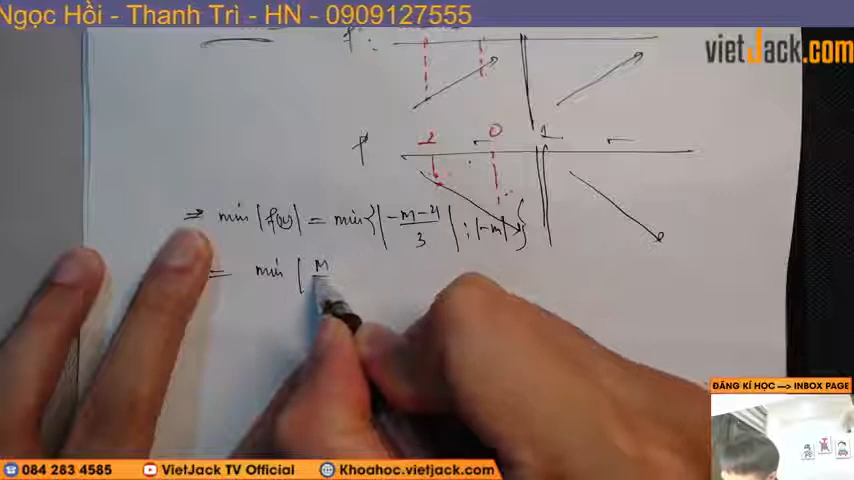 Ngọc Hồi - Thanh Trì - HN - 0909127555
vietJack.com
f'
f
-2 0 1
- -
=> min |f(x)| = min{|-m-4/3| ; |-m|}
= min | m
ĐĂNG KÍ HỌC --> INBOX PAGE
084 283 4585 VietJack TV Official Khoahoc.vietjack.com